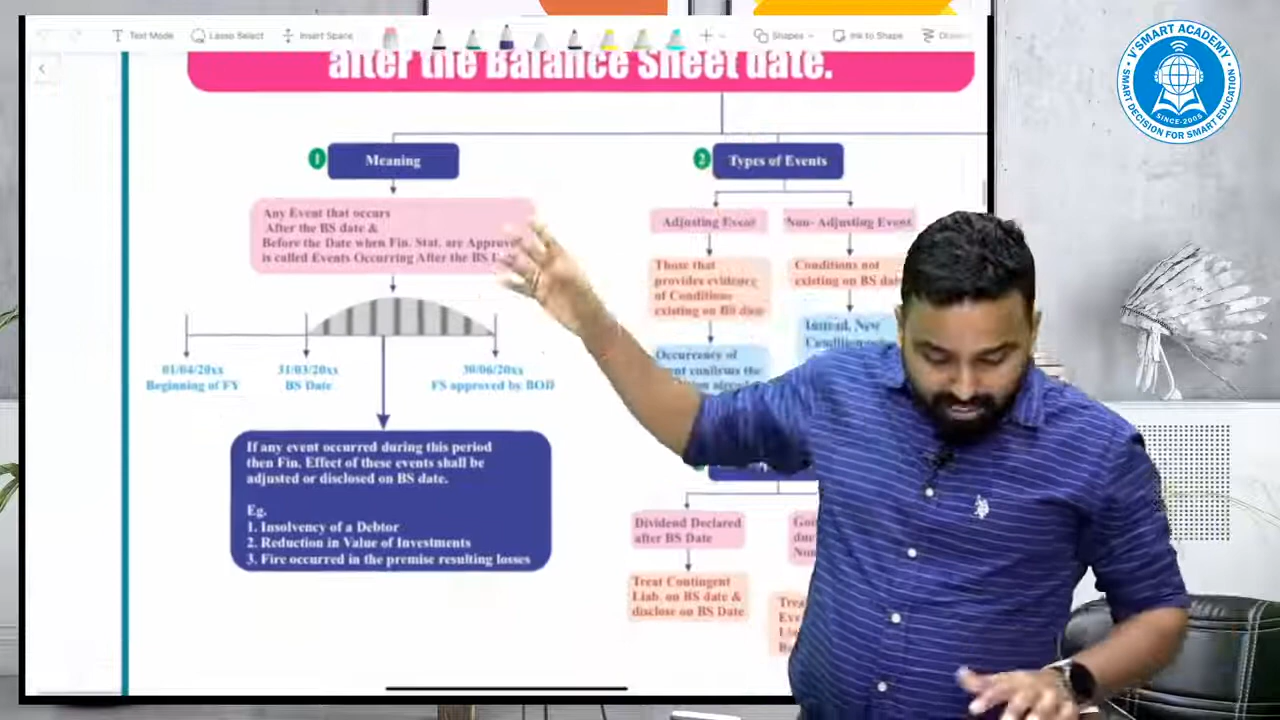 Text Mode
Lasso Select
Insert Space
Shapes
Ink to Shape
after the Balance Sheet date.
1
Meaning
Any Event that occurs
After the BS date &
Before the Date when Fin. Stat. are
is called Events Occurring After the BS
01/04/20xx
Beginning of FY
31/03/20xx
BS Date
30/06/20xx
FS approved by BOD
If any event occurred during this period
then Fin. Effect of these events shall be
adjusted or disclosed on BS date.
Eg.
1. Insolvency of a Debtor
2. Reduction in Value of Investments
3. Fire occurred in the premise resulting losses
2
Types of Events
Adjusting Event
Those that
provides evidence
of Conditions
existing on BS date
Occurrency of
confirms the
Non- Adjusting Event
Conditions not
existing on BS
Instead, New
Dividend Declared
after BS Date
Treat Contingent
Liab. on BS date &
disclose on BS Date
V'SMART ACADEMY
SMART DECISION FOR SMART EDUCATION
SINCE-2005